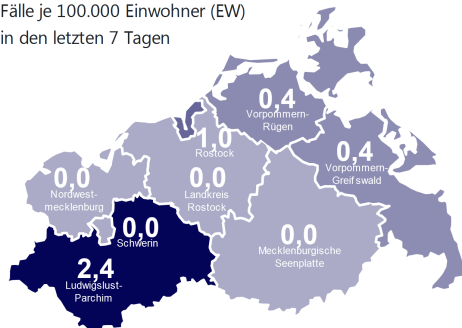 Fälle je 100.000 Einwohner (EW)
in den letzten 7 Tagen
0,4
Vorpommern-
Rügen
1,0
Rostock
0,4
Vorpommern-
Greifswald
0,0
Nordwest-
mecklenburg
0,0
Landkreis
Rostock
0,0
Schwerin
0,0
Mecklenburgische
Seenplatte
2,4
Ludwigslust-
Parchim